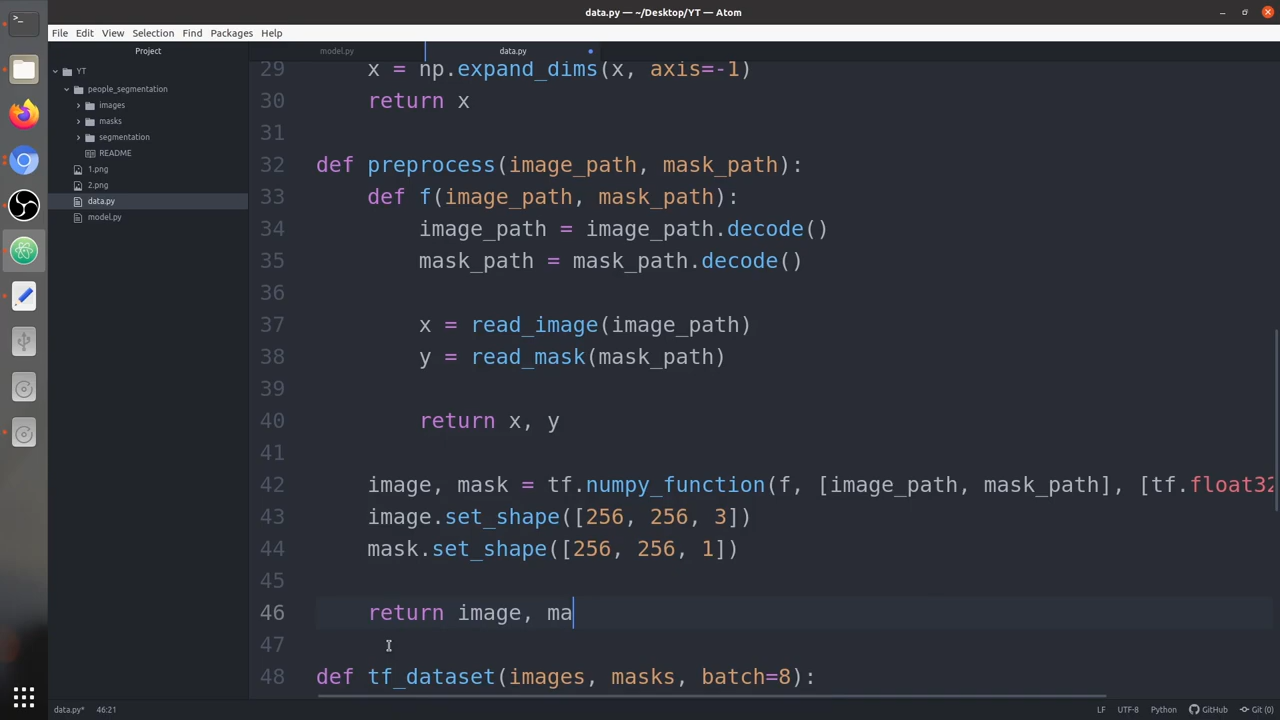 data.py — ~/Desktop/YT — Atom
File Edit View Selection Find Packages Help
Project
model.py
data.py
YT
people_segmentation
images
masks
segmentation
README
1.png
2.png
data.py
model.py
29 x = np.expand_dims(x, axis=-1)
30 return x
31
32 def preprocess(image_path, mask_path):
33 def f(image_path, mask_path):
34 image_path = image_path.decode()
35 mask_path = mask_path.decode()
36
37 x = read_image(image_path)
38 y = read_mask(mask_path)
39
40 return x, y
41
42 image, mask = tf.numpy_function(f, [image_path, mask_path], [tf.float32
43 image.set_shape([256, 256, 3])
44 mask.set_shape([256, 256, 1])
45
46 return image, ma
47
48 def tf_dataset(images, masks, batch=8):
data.py* 46:21 LF UTF-8 Python GitHub Git (0)